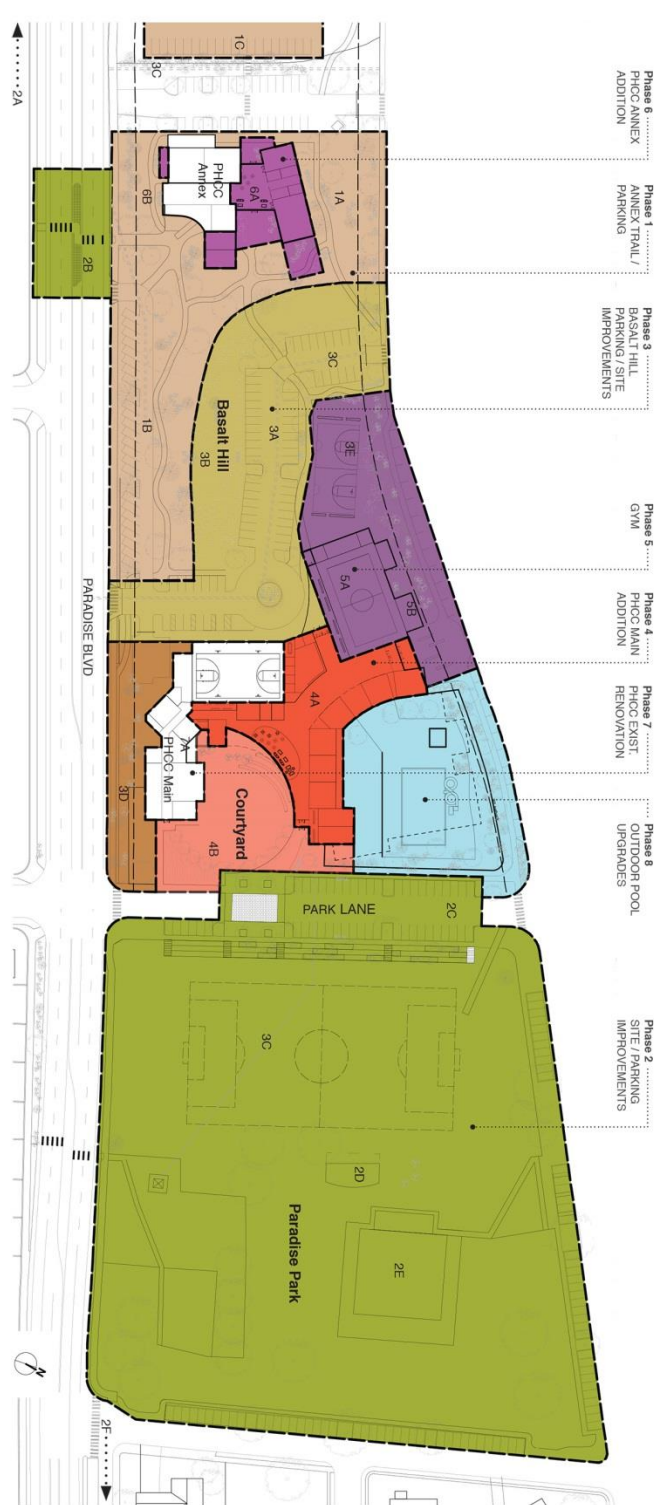 Phase 6
PHCC ANNEX
ADDITION
Phase 1
ANNEX TRAIL /
PARKING
Phase 3
BASALT HILL
PARKING / SITE
IMPROVEMENTS
Phase 5
GYM
Phase 4
PHCC MAIN
ADDITION
Phase 7
PHCC EXIST.
RENOVATION
Phase 8
OUTDOOR POOL
UPGRADES
Phase 2
SITE / PARKING
IMPROVEMENTS
1C
3C
2A
1A
PHCC
Annex
6A
6B
2B
3C
3A
Basalt Hill
3B
1B
3E
5A
5B
PARADISE BLVD
4A
7A
PHCC Main
3D
Courtyard
4B
PARK LANE
2C
3C
2D
2E
Paradise Park
N
2F